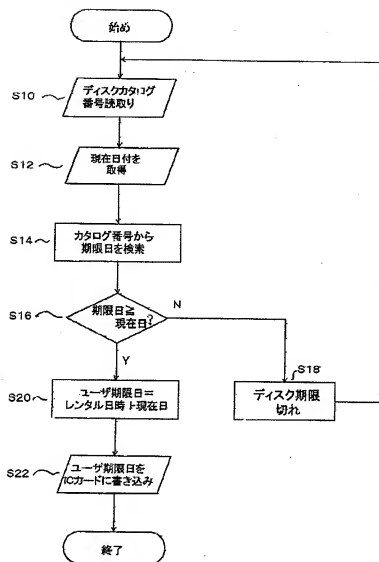 始め
S10
ディスクカタログ
番号読取り
S12
現在日付を
取得
S14
カタログ番号から
期限日を検索
S16
期限日≧
現在日?
N
Y
S18
ディスク期限
切れ
S20
ユーザ期限日=
レンタル日時+現在日
S22
ユーザ期限日を
ICカードに書き込み
終了